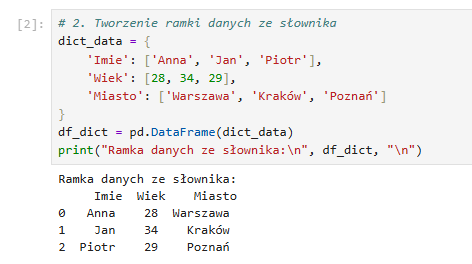 [2]: # 2. Tworzenie ramki danych ze słownika
dict_data = {
    'Imie': ['Anna', 'Jan', 'Piotr'],
    'Wiek': [28, 34, 29],
    'Miasto': ['Warszawa', 'Kraków', 'Poznań']
}
df_dict = pd.DataFrame(dict_data)
print("Ramka danych ze słownika:\n", df_dict, "\n")
Ramka danych ze słownika:
     Imie  Wiek    Miasto
0   Anna    28  Warszawa
1    Jan    34    Kraków
2  Piotr    29    Poznań